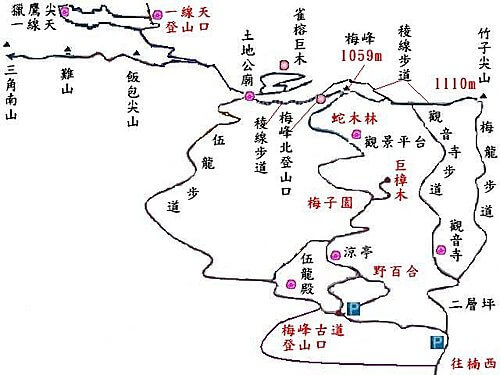 獵鷹尖
一線天
一線天
登山口
三角南山
難山
飯包尖山
土地公廟
雀榕巨木
梅峰
1059m
稜線步道
竹子尖山
1110m
稜線步道
梅峰北登山口
蛇木林
觀景平台
伍龍步道
觀音寺步道
梅龍步道
巨樟木
梅子園
觀音寺
涼亭
伍龍殿
野百合
二層坪
P
梅峰古道
登山口
P
往楠西